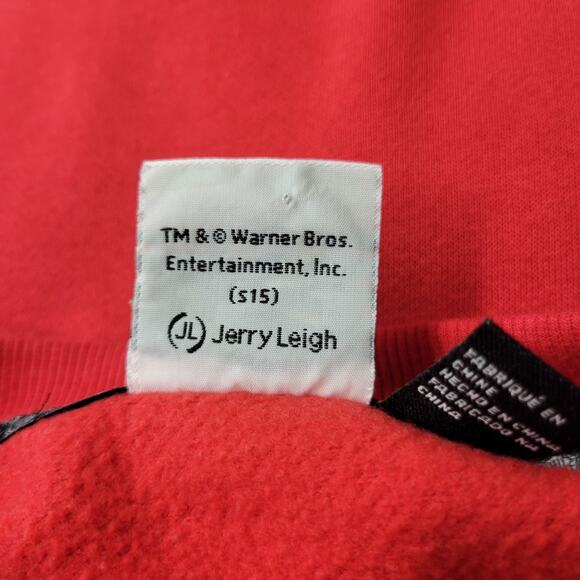 TM & © Warner Bros.
Entertainment, Inc.
(s15)
JL Jerry Leigh
FABRIQUÉ EN
CHINE
HECHO EN CHINA
FABRICADO NA
CHINA